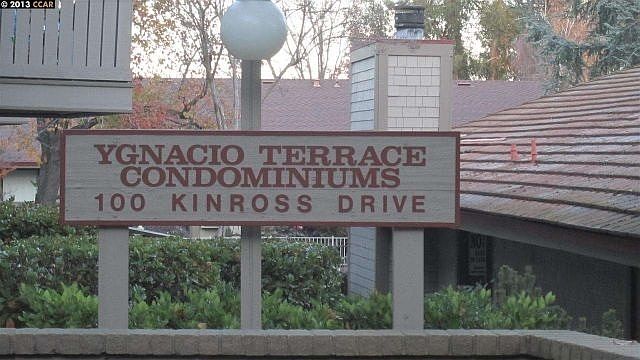 © 2013 CCAR
YGNACIO TERRACE
CONDOMINIUMS
100 KINROSS DRIVE